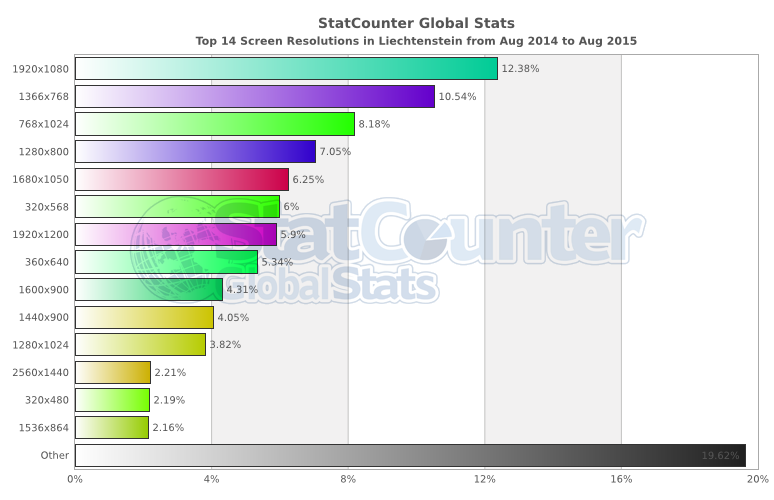 StatCounter Global Stats
Top 14 Screen Resolutions in Liechtenstein from Aug 2014 to Aug 2015
1920x1080 12.38%
1366x768 10.54%
768x1024 8.18%
1280x800 7.05%
1680x1050 6.25%
320x568 6%
1920x1200 5.9%
360x640 5.34%
1600x900 4.31%
1440x900 4.05%
1280x1024 3.82%
2560x1440 2.21%
320x480 2.19%
1536x864 2.16%
Other 19.62%
0% 4% 8% 12% 16% 20%
StatCounter
GlobalStats